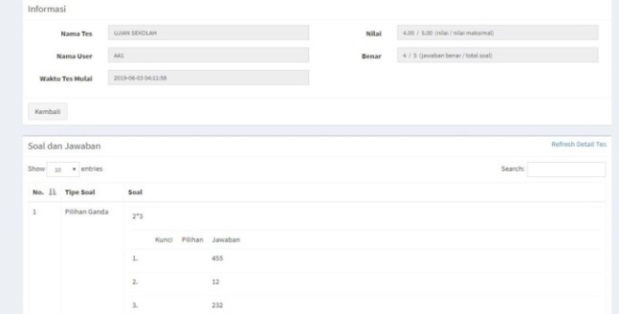 Informasi
Nama Tes UJIAN SEKOLAH Nilai 4.00 / 5.00 (nilai / nilai maksimal)
Nama User AA1 Benar 4 / 5 (jawaban benar / total soal)
Waktu Tes Mulai 2019-06-03 04:11:58
Kembali
Soal dan Jawaban Refresh Detail Tes
Show 10 entries Search:
No. Tipe Soal Soal
1 Pilihan Ganda 2*3
Kunci Pilihan Jawaban
1. 455
2. 12
3. 232